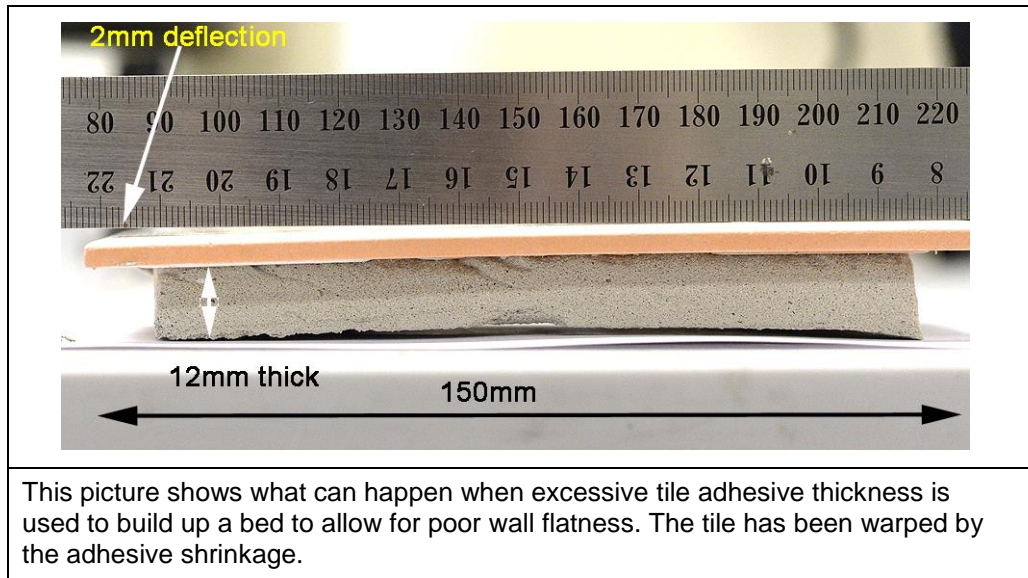 2mm deflection
80 90 100 110 120 130 140 150 160 170 180 190 200 210 220
22 21 20 19 18 17 16 15 14 13 12 11 10 9 8
12mm thick
150mm
This picture shows what can happen when excessive tile adhesive thickness is
used to build up a bed to allow for poor wall flatness. The tile has been warped by
the adhesive shrinkage.